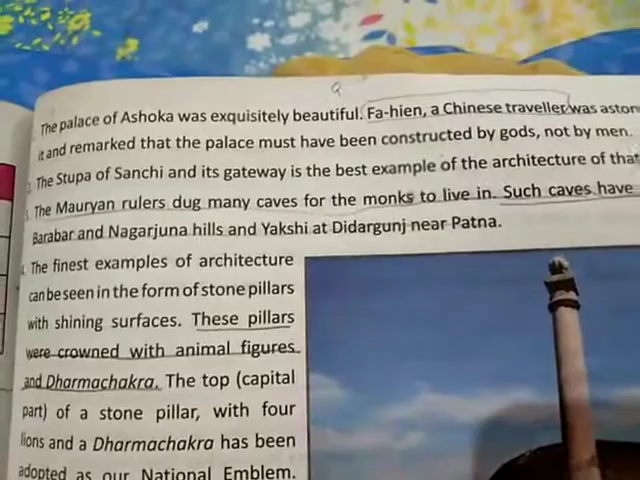 The palace of Ashoka was exquisitely beautiful. Fa-hien, a Chinese traveller was
it and remarked that the palace must have been constructed by gods, not by men.
The Stupa of Sanchi and its gateway is the best example of the architecture of that
The Mauryan rulers dug many caves for the monks to live in. Such caves have
Barabar and Nagarjuna hills and Yakshi at Didargunj near Patna.
The finest examples of architecture
can be seen in the form of stone pillars
with shining surfaces. These pillars
were crowned with animal figures
and Dharmachakra. The top (capital
part) of a stone pillar, with four
lions and a Dharmachakra has been
adopted as our National Emblem.